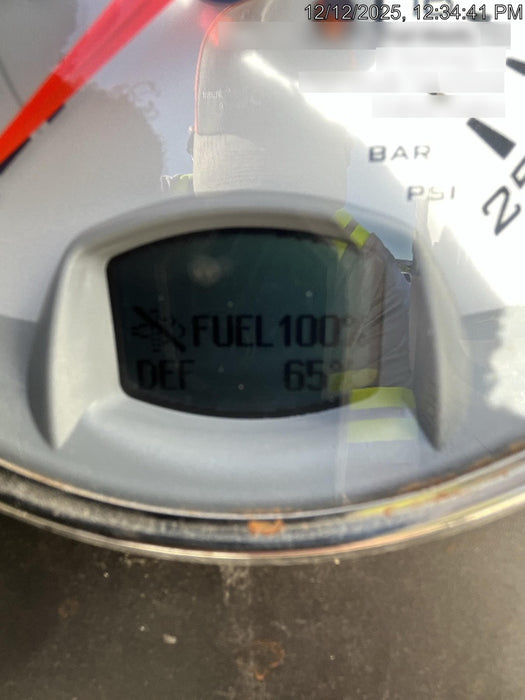 12/12/2025, 12:34:41 PM
BAR
PSI
FUEL 100%
DEF 65%